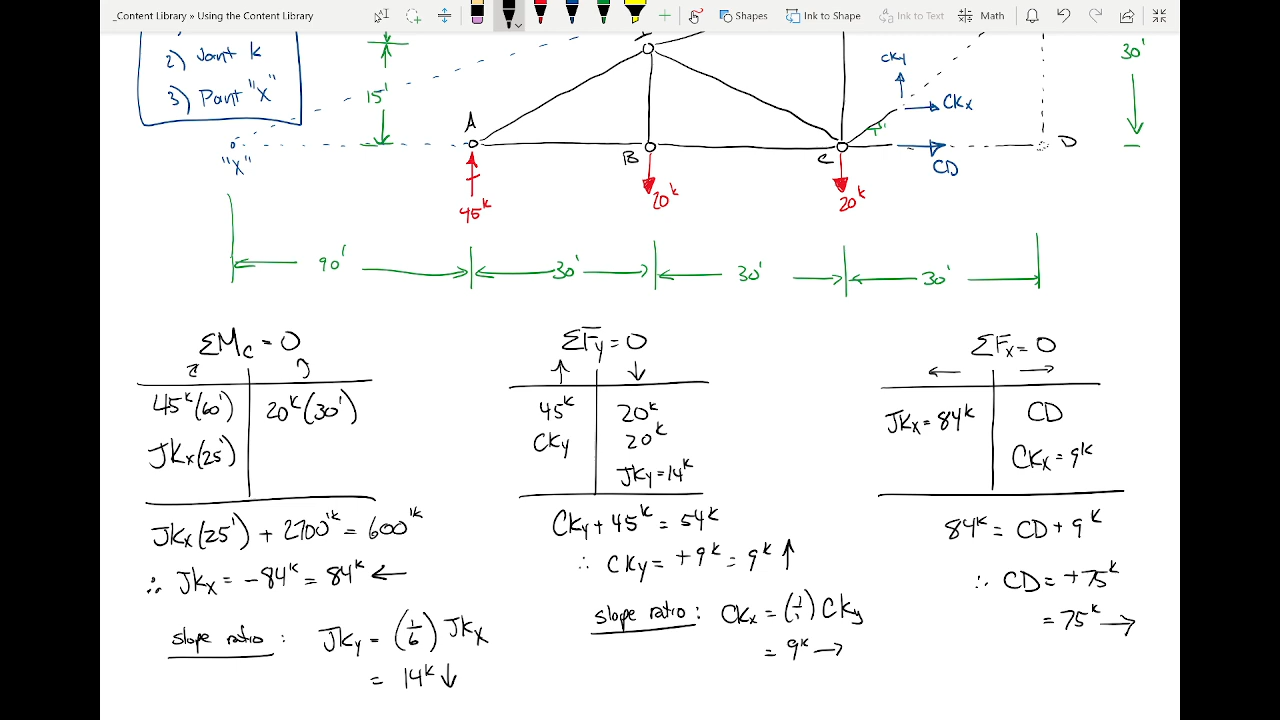 _Content Library » Using the Content Library
Shapes
Ink to Shape
Ink to Text
Math
2) Joint K
3) Point "X"
15'
30'
CKy
CKx
1
1
A
B
C
D
CD
"X"
45k
20k
20k
90'
30'
30'
30'
ΣMc = 0
45k(60') 20k(30')
JKx(25')
JKx(25') + 2700'k = 600'k
∴ JKx = -84k = 84k ←
slope ratio : JKy = (1/6) JKx
= 14k ↓
ΣFy = 0
↑ ↓
45k 20k
CKy 20k
JKy = 14k
CKy + 45k = 54k
∴ CKy = +9k = 9k ↑
slope ratio : CKx = (1/1) CKy
= 9k →
ΣFx = 0
← →
JKx = 84k CD
CKx = 9k
84k = CD + 9k
∴ CD = +75k
= 75k →